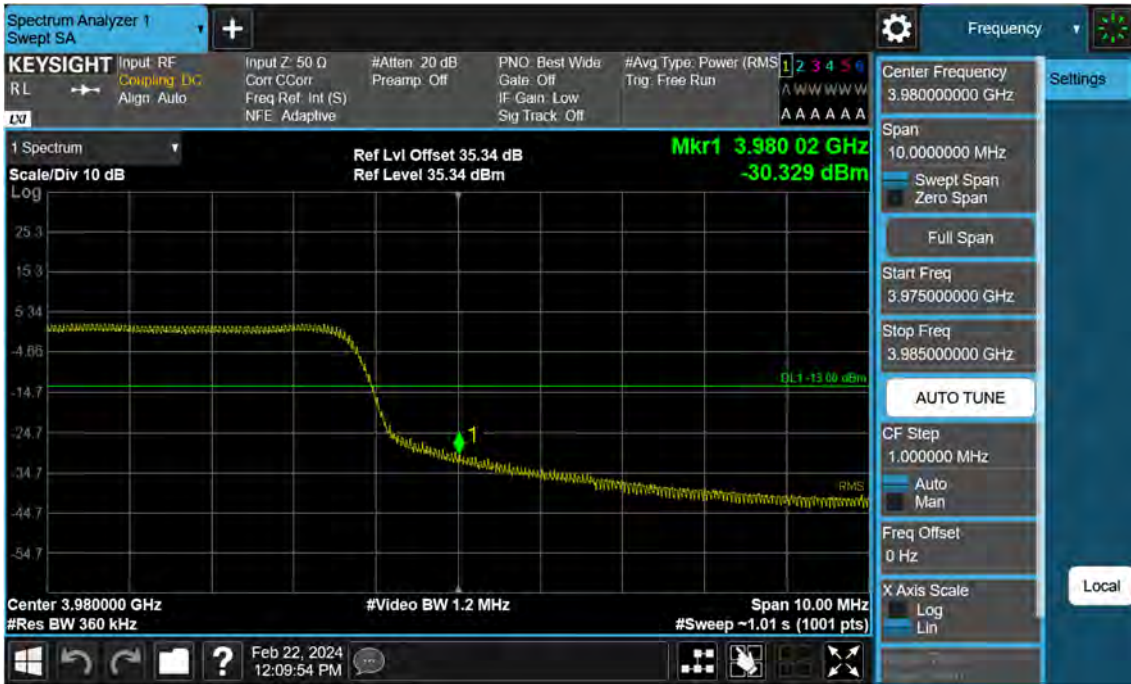 Spectrum Analyzer 1
Swept SA
Frequency
KEYSIGHT
RL
LXI
Input: RF
Coupling: DC
Align: Auto
Input Z: 50 Ω
Corr CCorr
Freq Ref: Int (S)
NFE: Adaptive
#Atten: 20 dB
Preamp: Off
PNO: Best Wide
Gate: Off
IF Gain: Low
Sig Track: Off
#Avg Type: Power (RMS
Trig: Free Run
1 2 3 4 5 6
A W W W W W
A A A A A A
1 Spectrum
Scale/Div 10 dB
Ref Lvl Offset 35.34 dB
Ref Level 35.34 dBm
Mkr1 3.980 02 GHz
-30.329 dBm
Log
25.3
15.3
5.34
-4.66
-14.7
-24.7
-34.7
-44.7
-54.7
DL1 -13.00 dBm
1
RMS
Center 3.980000 GHz
#Video BW 1.2 MHz
Span 10.00 MHz
#Res BW 360 kHz
#Sweep ~1.01 s (1001 pts)
Feb 22, 2024
12:09:54 PM
Center Frequency
3.980000000 GHz
Settings
Span
10.0000000 MHz
Swept Span
Zero Span
Full Span
Start Freq
3.975000000 GHz
Stop Freq
3.985000000 GHz
AUTO TUNE
CF Step
1.000000 MHz
Auto
Man
Freq Offset
0 Hz
X Axis Scale
Log
Lin
Local